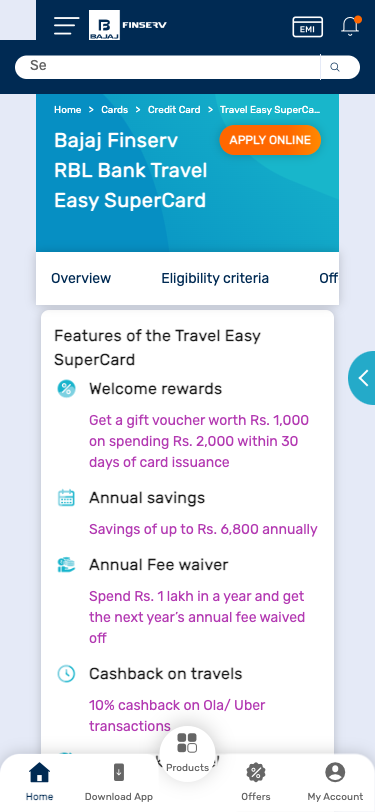 BAJAJ
FINSERV
EMI
Se
Home > Cards > Credit Card > Travel Easy SuperCa...
Bajaj Finserv
RBL Bank Travel
Easy SuperCard
APPLY ONLINE
Overview
Eligibility criteria
Off
Features of the Travel Easy
SuperCard
Welcome rewards
Get a gift voucher worth Rs. 1,000
on spending Rs. 2,000 within 30
days of card issuance
Annual savings
Savings of up to Rs. 6,800 annually
Annual Fee waiver
Spend Rs. 1 lakh in a year and get
the next year’s annual fee waived
off
Cashback on travels
10% cashback on Ola/ Uber
transactions
Home
Download App
Products
Offers
My Account